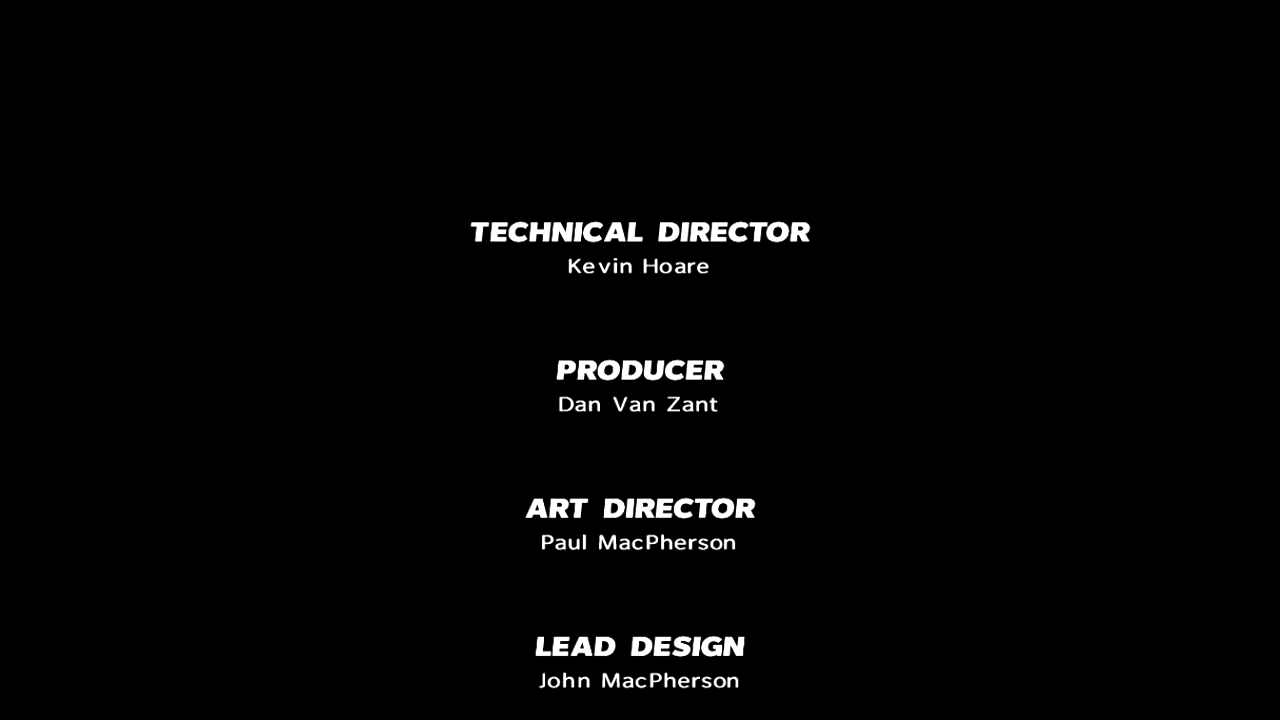 TECHNICAL DIRECTOR
Kevin Hoare
PRODUCER
Dan Van Zant
ART DIRECTOR
Paul MacPherson
LEAD DESIGN
John MacPherson